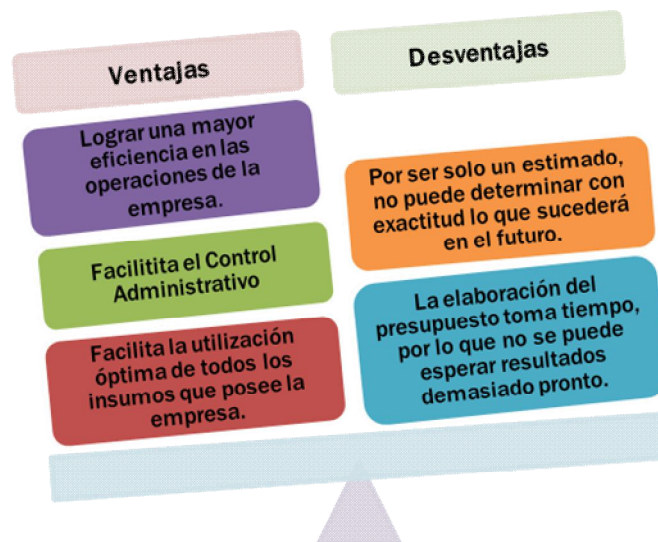 Ventajas
Lograr una mayor
eficiencia en las
operaciones de la
empresa.
Facilitita el Control
Administrativo
Facilita la utilización
óptima de todos los
insumos que posee la
empresa.
Desventajas
Por ser solo un estimado,
no puede determinar con
exactitud lo que sucederá
en el futuro.
La elaboración del
presupuesto toma tiempo,
por lo que no se puede
esperar resultados
demasiado pronto.